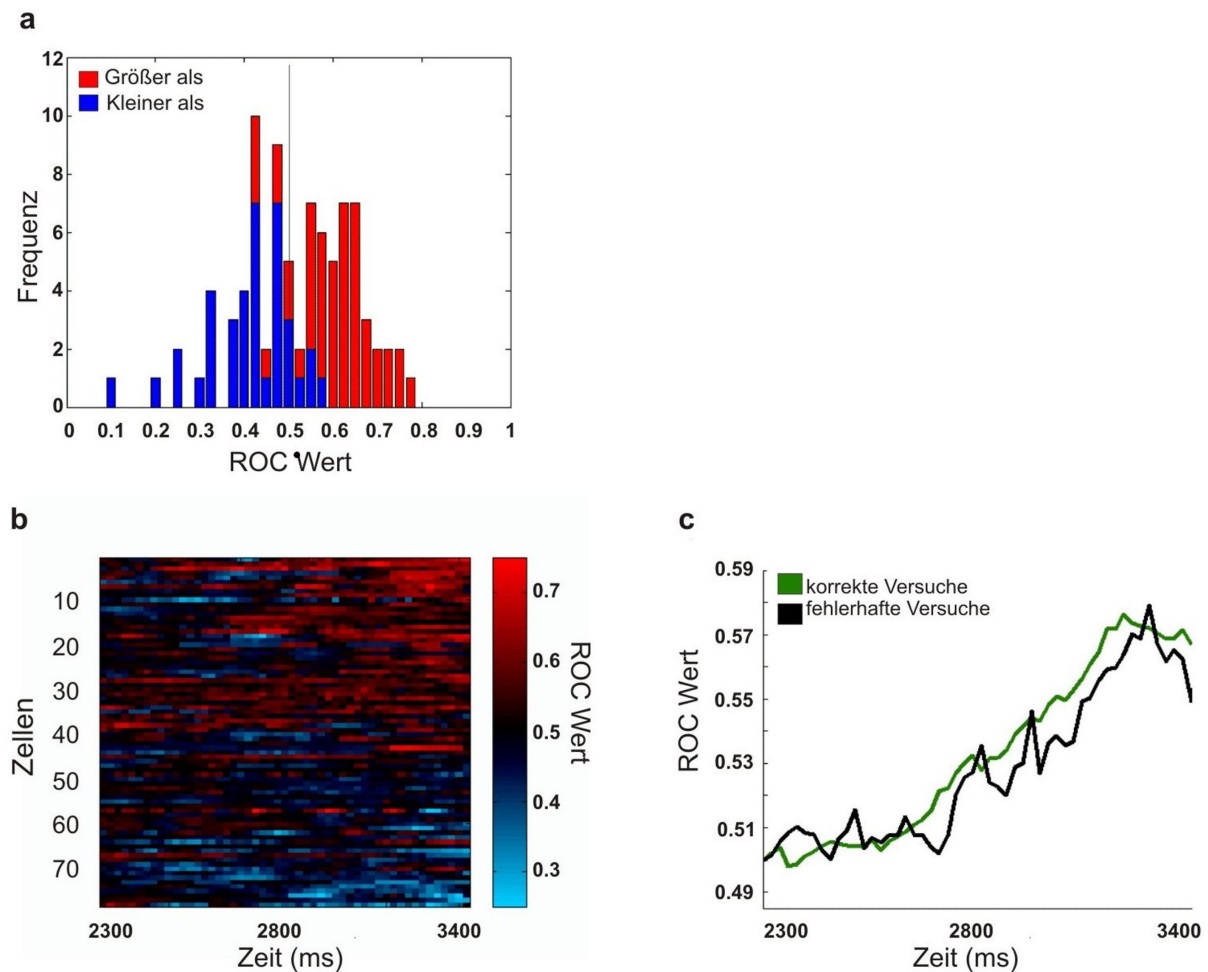 a
12
10
8
6
4
2
0
Frequenz
Größer als
Kleiner als
0 0.1 0.2 0.3 0.4 0.5 0.6 0.7 0.8 0.9 1
ROC Wert
b
Zellen
10
20
30
40
50
60
70
2300 2800 3400
Zeit (ms)
0.7
0.6
0.5
0.4
0.3
ROC Wert
c
0.59
0.57
0.55
0.53
0.51
0.49
ROC Wert
korrekte Versuche
fehlerhafte Versuche
2300 2800 3400
Zeit (ms)